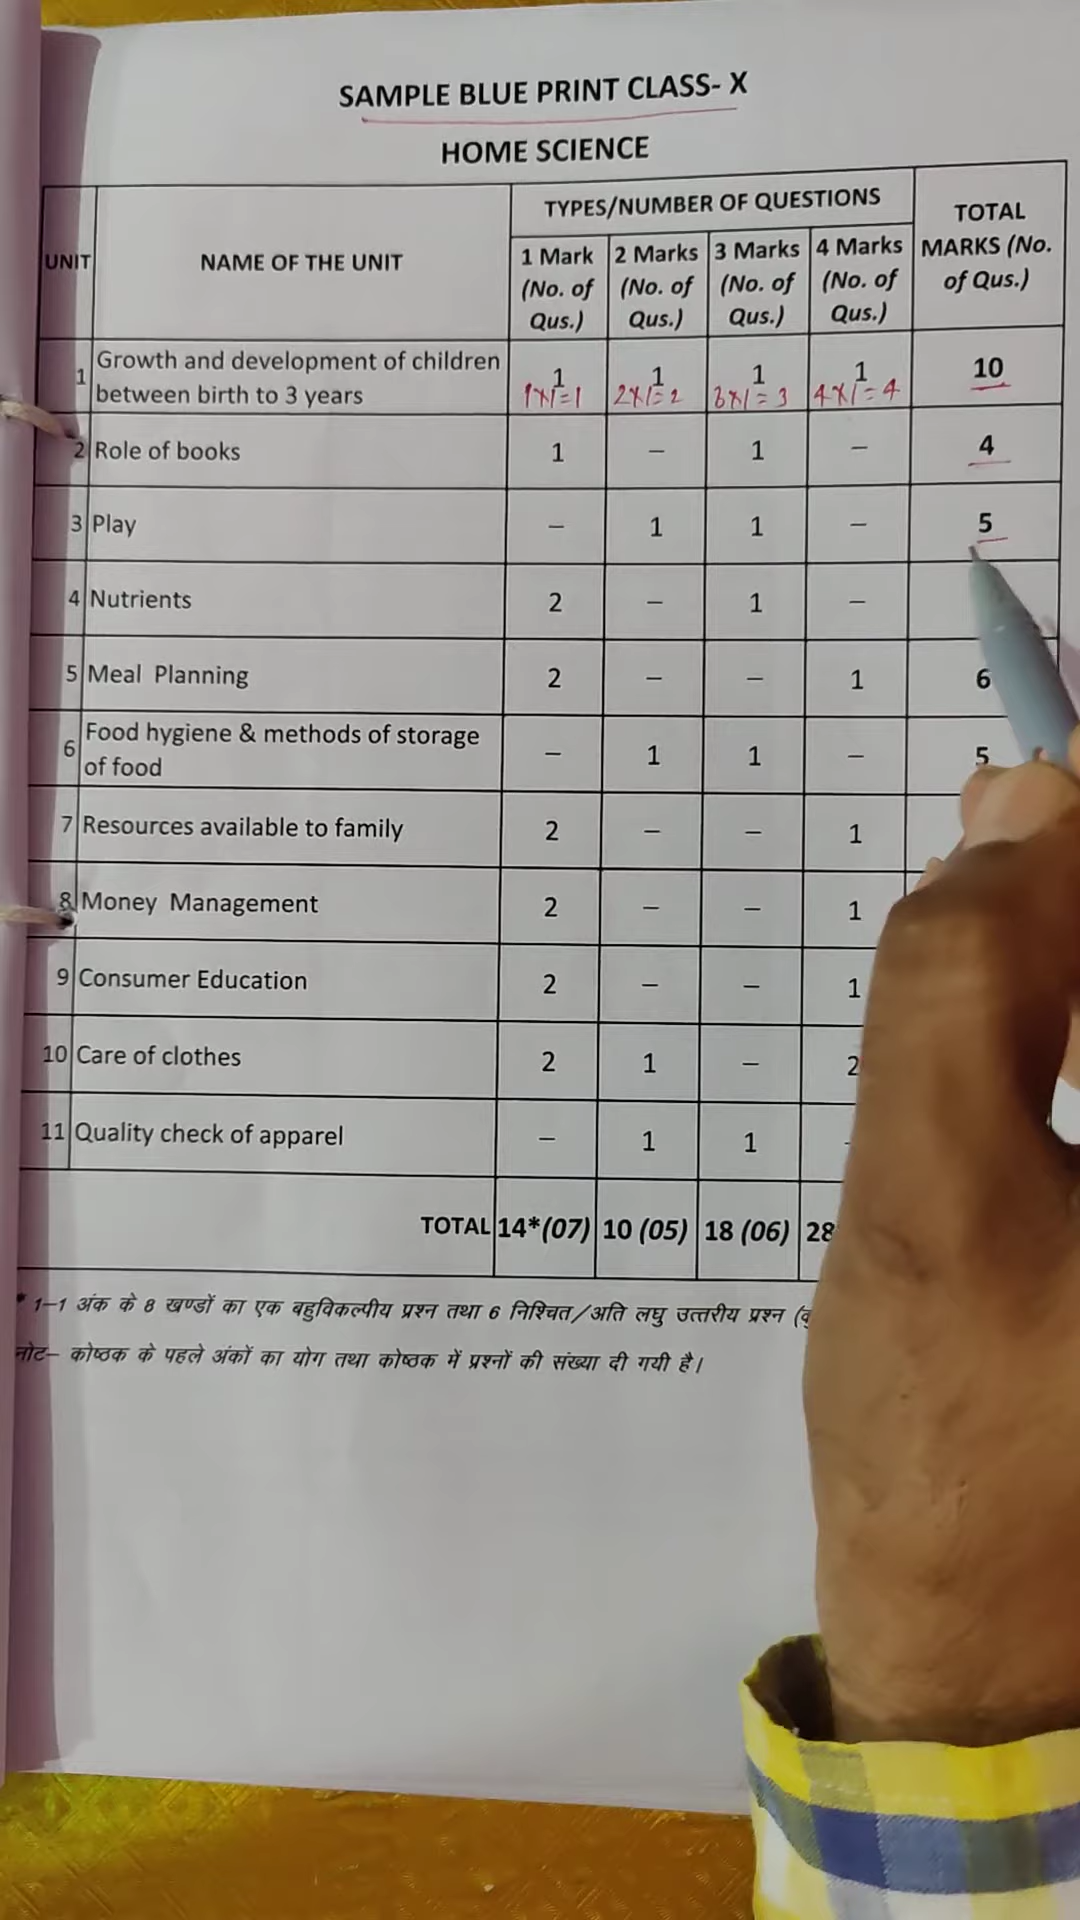 SAMPLE BLUE PRINT CLASS- X
HOME SCIENCE
UNIT NAME OF THE UNIT TYPES/NUMBER OF QUESTIONS TOTAL MARKS (No. of Qus.)
1 Mark (No. of Qus.) 2 Marks (No. of Qus.) 3 Marks (No. of Qus.) 4 Marks (No. of Qus.)
1 Growth and development of children between birth to 3 years 1 1 1 1 10
1x1=1 2x1=2 3x1=3 4x1=4
2 Role of books 1 – 1 – 4
3 Play – 1 1 – 5
4 Nutrients 2 – 1 –
5 Meal Planning 2 – – 1 6
6 Food hygiene & methods of storage of food – 1 1 – 5
7 Resources available to family 2 – – 1
8 Money Management 2 – – 1
9 Consumer Education 2 – – 1
10 Care of clothes 2 1 – 2
11 Quality check of apparel – 1 1
TOTAL 14*(07) 10 (05) 18 (06) 28
* 1–1 अंक के 8 खण्डों का एक बहुविकल्पीय प्रश्न तथा 6 निश्चित/अति लघु उत्तरीय प्रश्न
नोट– कोष्ठक के पहले अंकों का योग तथा कोष्ठक में प्रश्नों की संख्या दी गयी है।